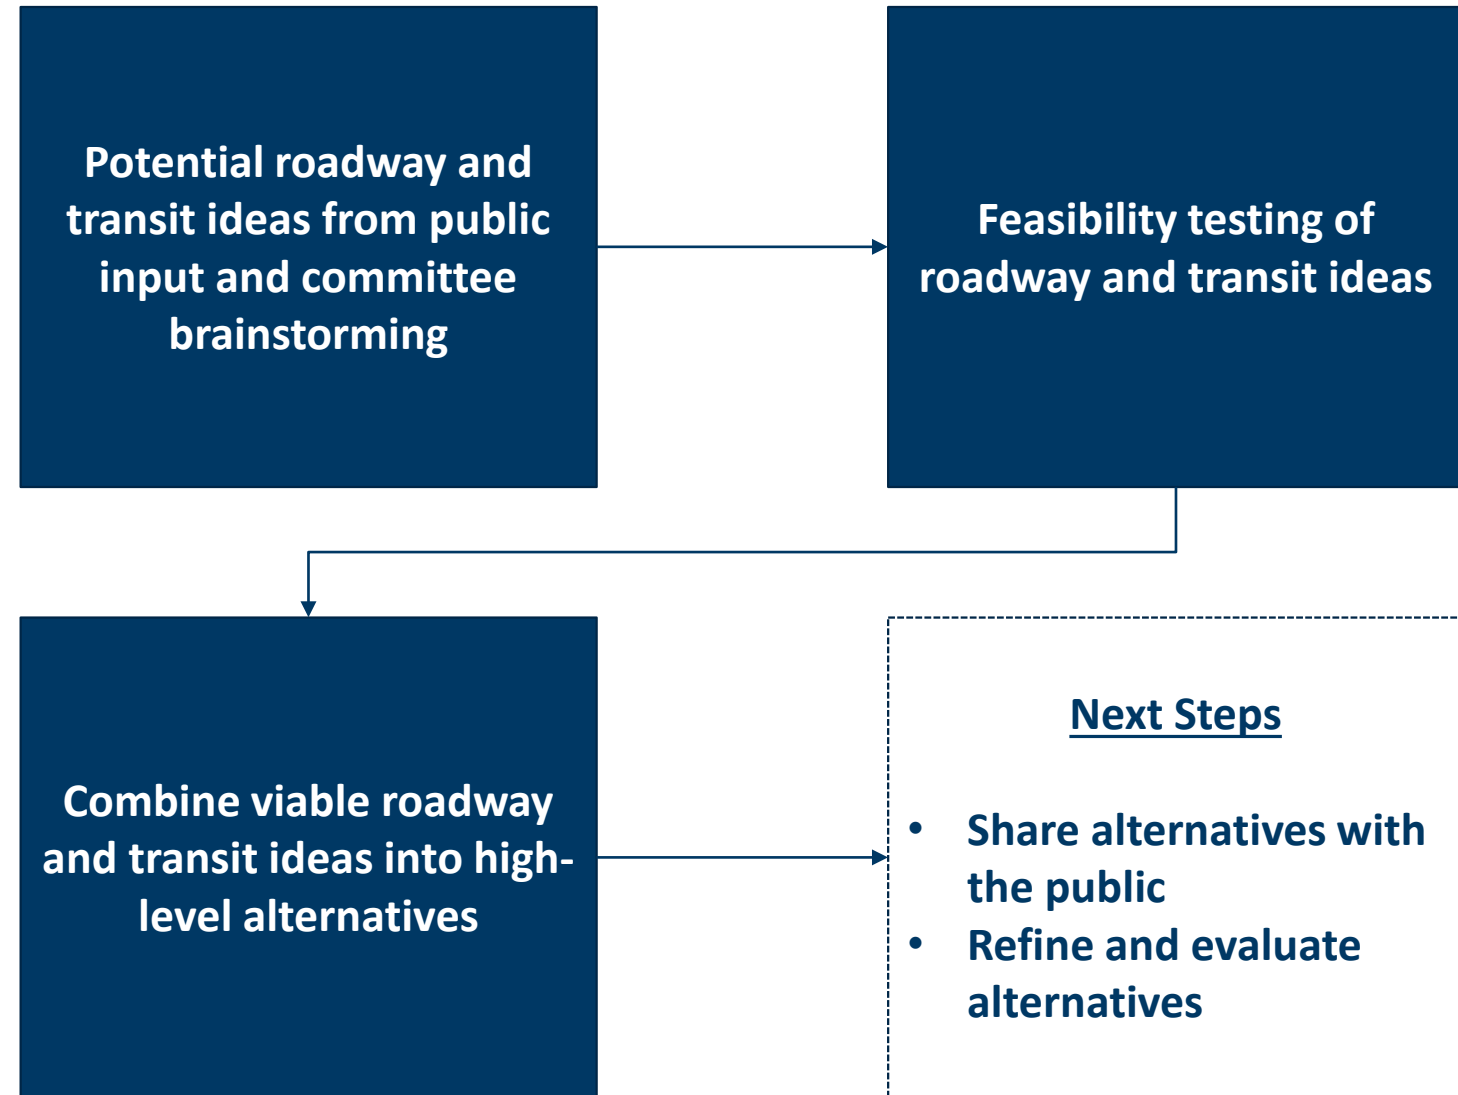 Potential roadway and
transit ideas from public
input and committee
brainstorming
Feasibility testing of
roadway and transit ideas
Combine viable roadway
and transit ideas into high-
level alternatives
Next Steps
• Share alternatives with
the public
• Refine and evaluate
alternatives